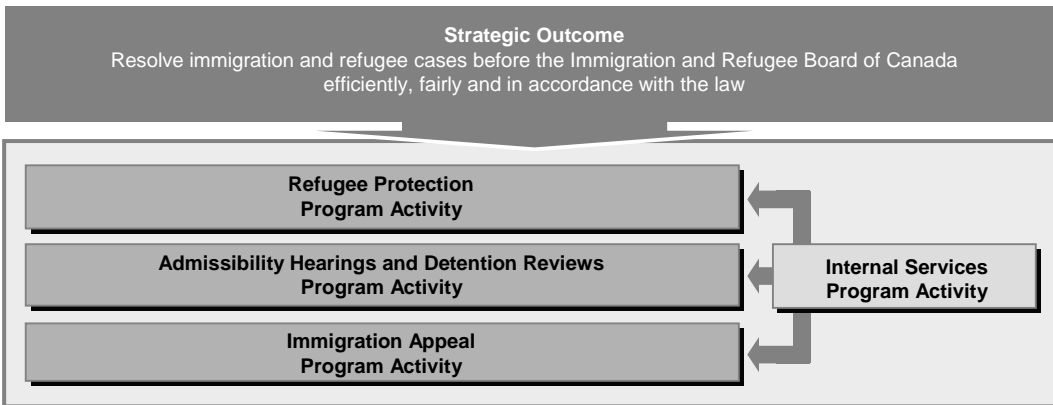 Strategic Outcome
Resolve immigration and refugee cases before the Immigration and Refugee Board of Canada
efficiently, fairly and in accordance with the law
Refugee Protection
Program Activity
Admissibility Hearings and Detention Reviews
Program Activity
Internal Services
Program Activity
Immigration Appeal
Program Activity